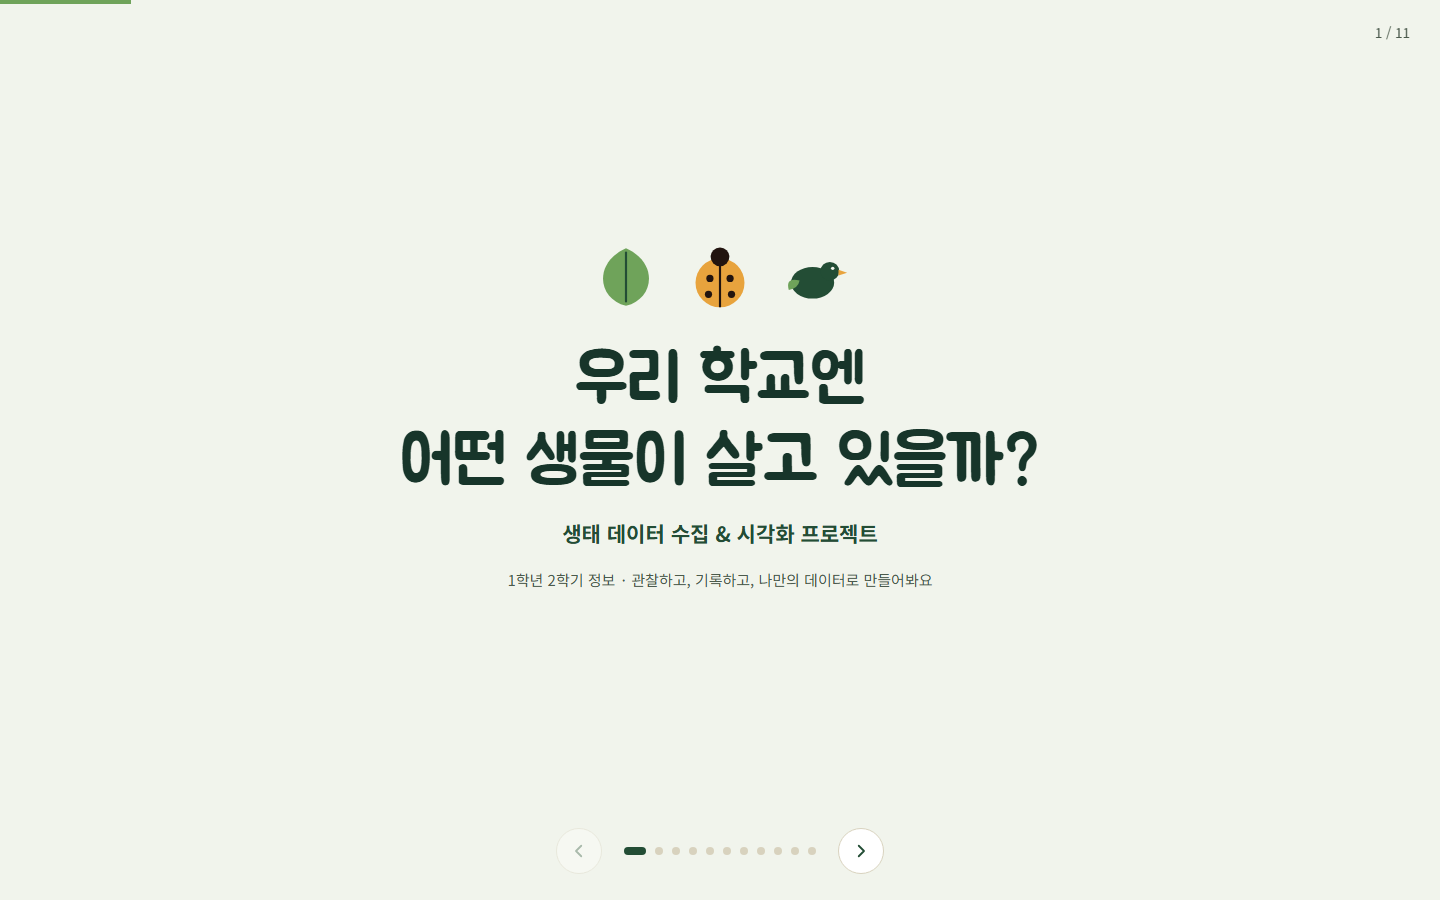 1 / 11
우리 학교엔
어떤 생물이 살고 있을까?
생태 데이터 수집 & 시각화 프로젝트
1학년 2학기 정보 · 관찰하고, 기록하고, 나만의 데이터로 만들어봐요